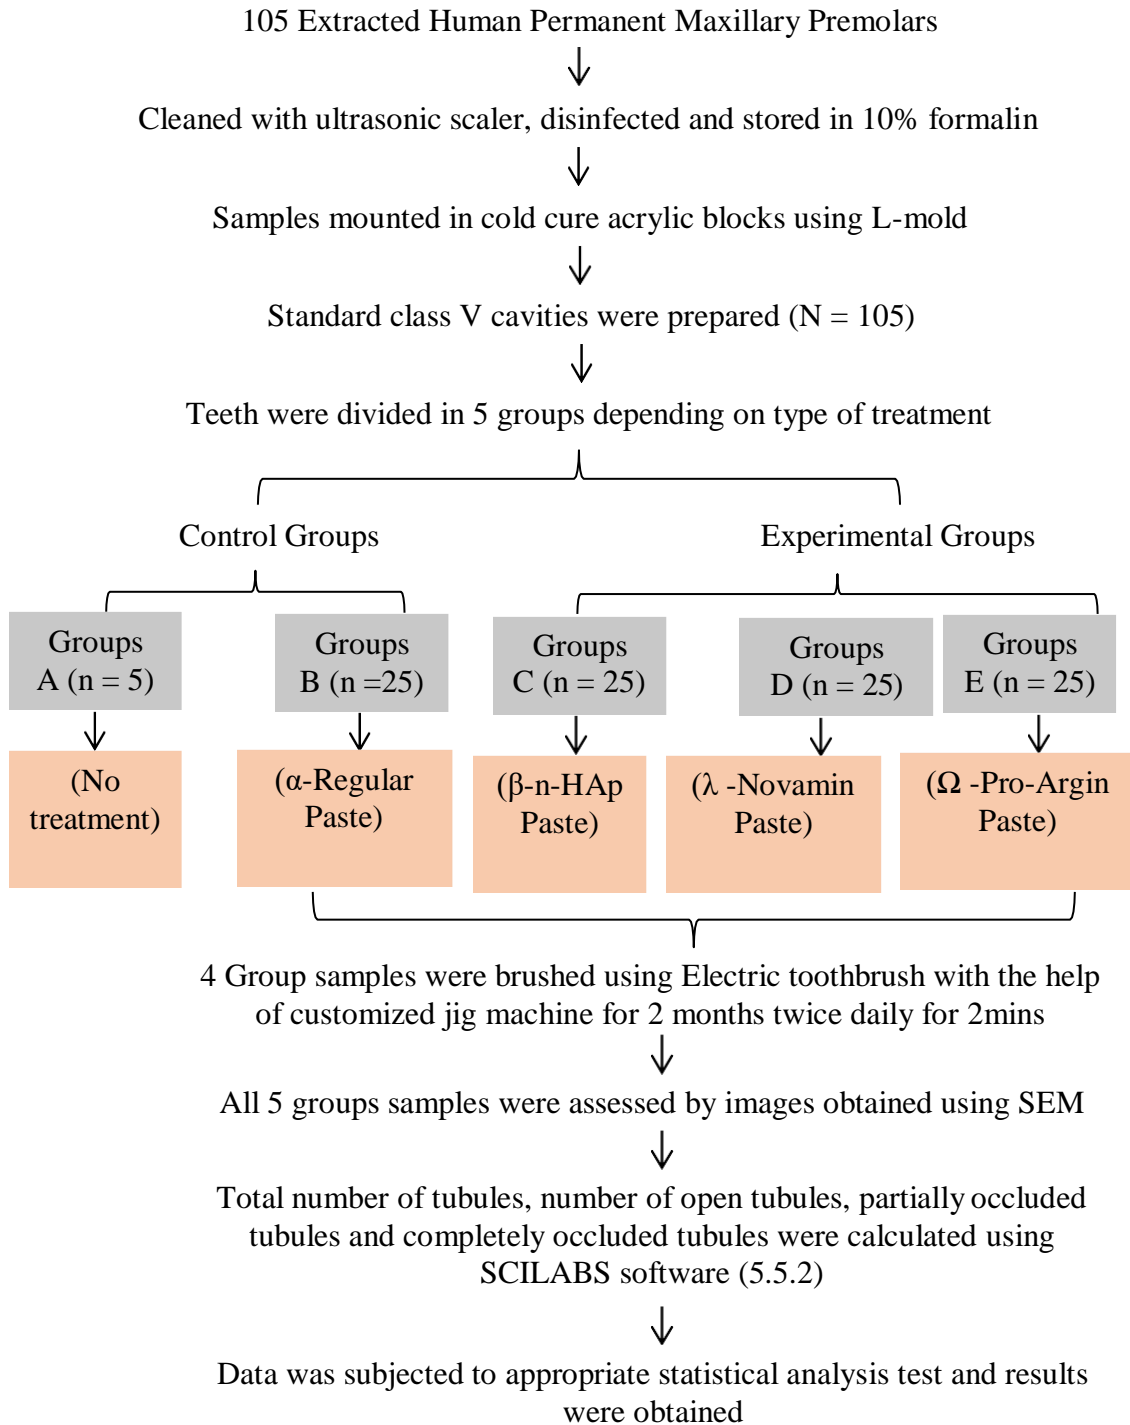 105 Extracted Human Permanent Maxillary Premolars
Cleaned with ultrasonic scaler, disinfected and stored in 10% formalin
Samples mounted in cold cure acrylic blocks using L-mold
Standard class V cavities were prepared (N = 105)
Teeth were divided in 5 groups depending on type of treatment
Control Groups
Experimental Groups
Groups
A (n = 5)
Groups
B (n =25)
Groups
C (n = 25)
Groups
D (n = 25)
Groups
E (n = 25)
(No
treatment)
(α-Regular
Paste)
(β-n-HAp
Paste)
(λ -Novamin
Paste)
(Ω -Pro-Argin
Paste)
4 Group samples were brushed using Electric toothbrush with the help
of customized jig machine for 2 months twice daily for 2mins
All 5 groups samples were assessed by images obtained using SEM
Total number of tubules, number of open tubules, partially occluded
tubules and completely occluded tubules were calculated using
SCILABS software (5.5.2)
Data was subjected to appropriate statistical analysis test and results
were obtained